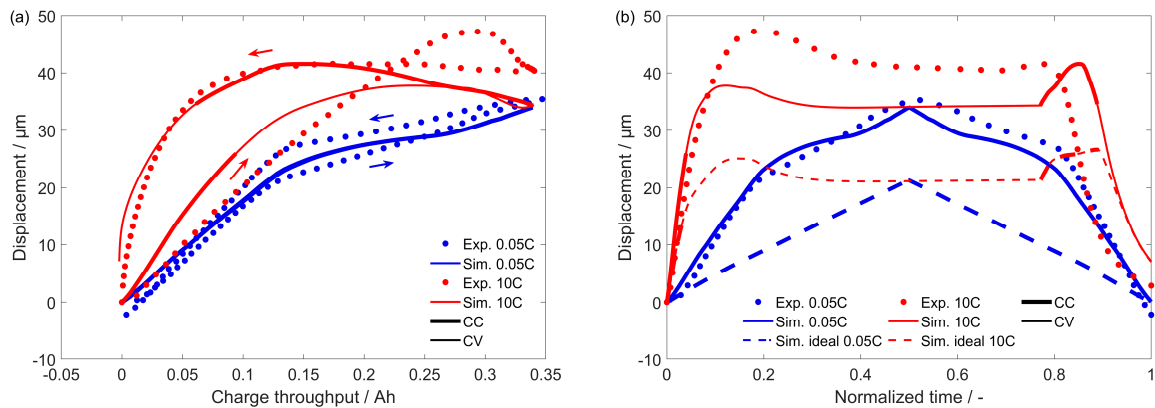 (a)
50
40
30
20
10
0
-10
Displacement / μm
-0.05
0
0.05
0.1
0.15
0.2
0.25
0.3
0.35
Charge throughput / Ah
Exp. 0.05C
Sim. 0.05C
Exp. 10C
Sim. 10C
CC
CV
(b)
50
40
30
20
10
0
-10
Displacement / μm
0
0.2
0.4
0.6
0.8
1
Normalized time / -
Exp. 0.05C
Sim. 0.05C
Sim. ideal 0.05C
Exp. 10C
Sim. 10C
Sim. ideal 10C
CC
CV